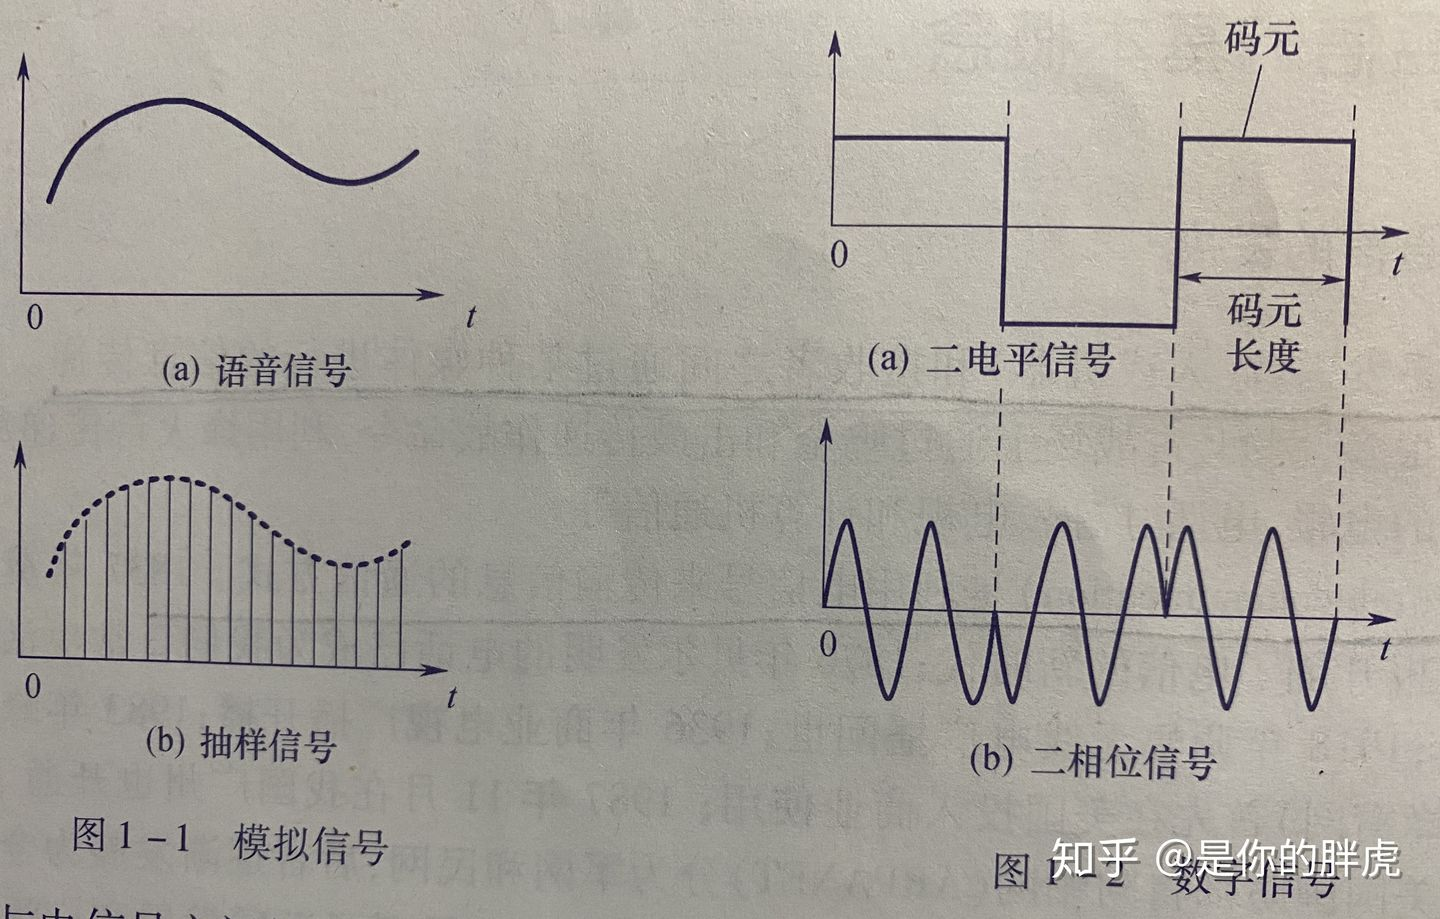 0
t
(a) 语音信号
0
t
(b) 抽样信号
图1-1 模拟信号
码元
0
t
码元
长度
(a) 二电平信号
0
t
(b) 二相位信号
图1-2 数字信号
知乎 @是你的胖虎